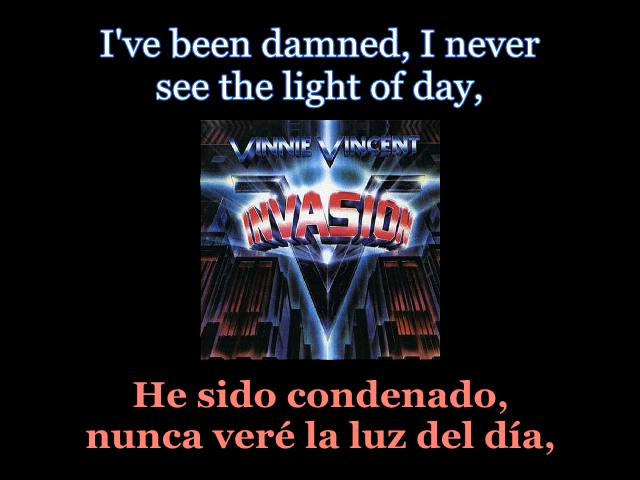 I've been damned, I never
see the light of day,
VINNIE VINCENT
INVASION
He sido condenado,
nunca veré la luz del día,